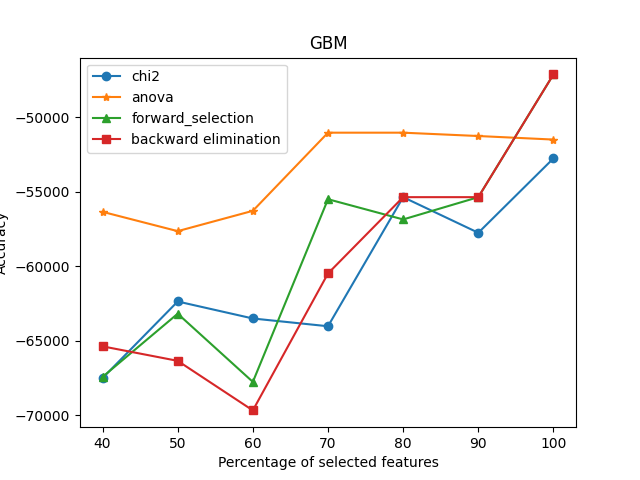 GBM
chi2
anova
forward_selection
backward elimination
−50000
−55000
−60000
−65000
−70000
Accuracy
40 50 60 70 80 90 100
Percentage of selected features